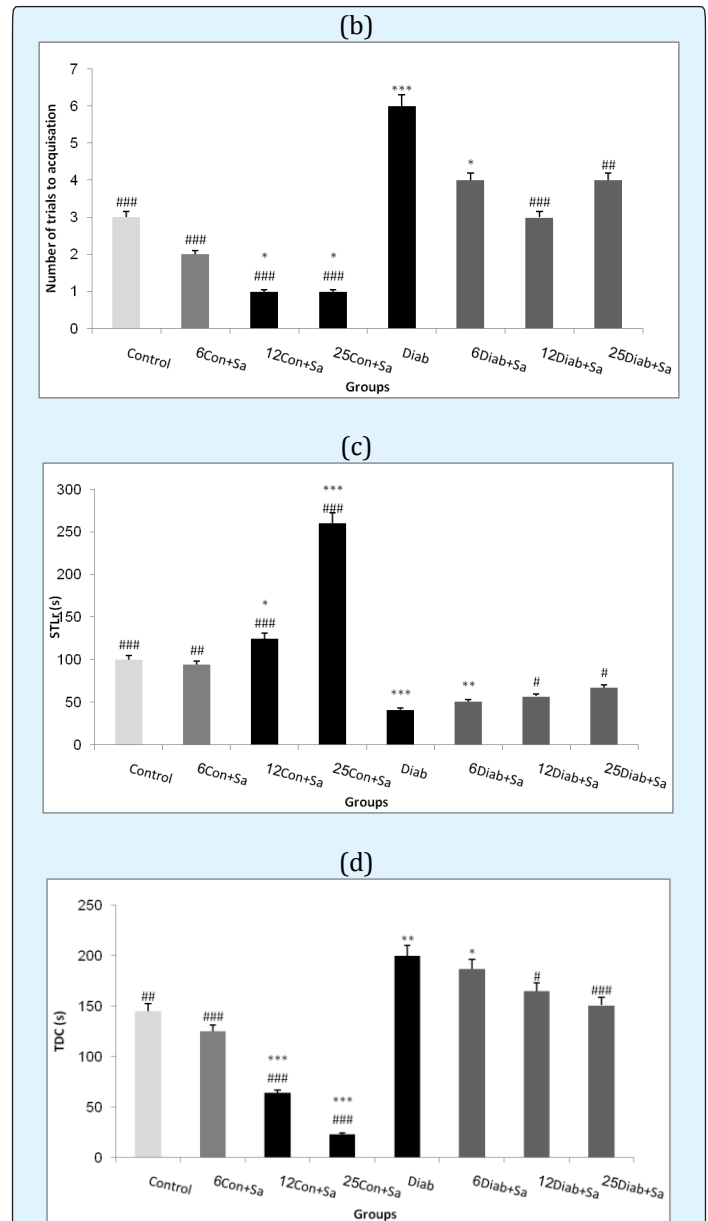 (b)
Number of trials to acquisation
7
6
5
4
3
2
1
0
###
###
*
###
*
###
***
*
###
##
Control
6Con+Sa
12Con+Sa
25Con+Sa
Diab
6Diab+Sa
12Diab+Sa
25Diab+Sa
Groups
(c)
STLr (s)
300
250
200
150
100
50
0
###
##
*
###
***
###
***
**
#
#
Control
6Con+Sa
12Con+Sa
25Con+Sa
Diab
6Diab+Sa
12Diab+Sa
25Diab+Sa
Groups
(d)
TDC (s)
250
200
150
100
50
0
##
###
***
###
***
###
**
*
#
###
Control
6Con+Sa
12Con+Sa
25Con+Sa
Diab
6Diab+Sa
12Diab+Sa
25Diab+Sa
Groups